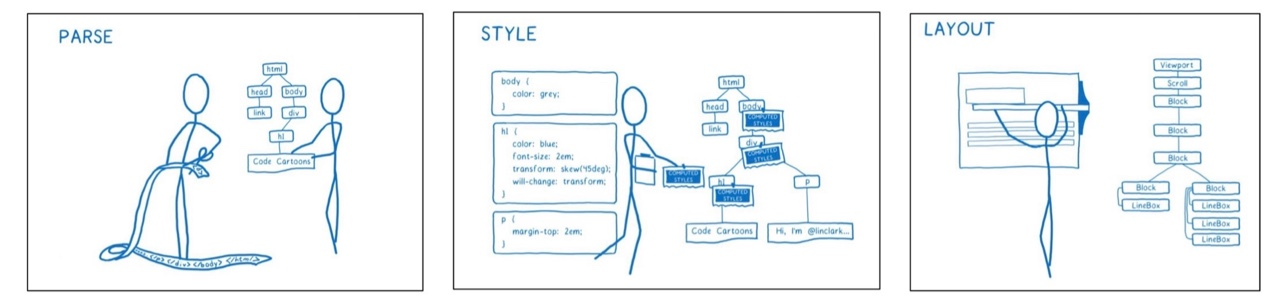 PARSE
html
head body
link div
h1
Code Cartoons
</div> </body> </html>
STYLE
body {
color: grey;
}
h1 {
color: blue;
font-size: 2em;
transform: skew(45deg);
will-change: transform;
}
p {
margin-top: 2em;
}
html
head body
COMPUTED
STYLES
link
div
COMPUTED
STYLES
COMPUTED
STYLES
h1 p
COMPUTED
STYLES
Code Cartoons Hi, I'm @linclark...
LAYOUT
Viewport
Scroll
Block
Block
Block
Block Block
LineBox LineBox
LineBox
LineBox